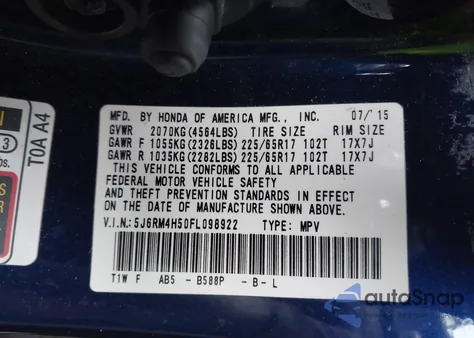 MFD. BY HONDA OF AMERICA MFG., INC. 07/'15
GVWR 2070KG(4564LBS) TIRE SIZE RIM SIZE
GAWR F 1055KG(2326LBS) 225/65R17 102T 17X7J
GAWR R 1035KG(2282LBS) 225/65R17 102T 17X7J
THIS VEHICLE CONFORMS TO ALL APPLICABLE
FEDERAL MOTOR VEHICLE SAFETY
AND THEFT PREVENTION STANDARDS IN EFFECT
ON THE DATE OF MANUFACTURE SHOWN ABOVE.
V.I.N.: 5J6RM4H50FL098922 TYPE: MPV
T1W F AB5 - B588P - B - L
T0A A4
autoSnap